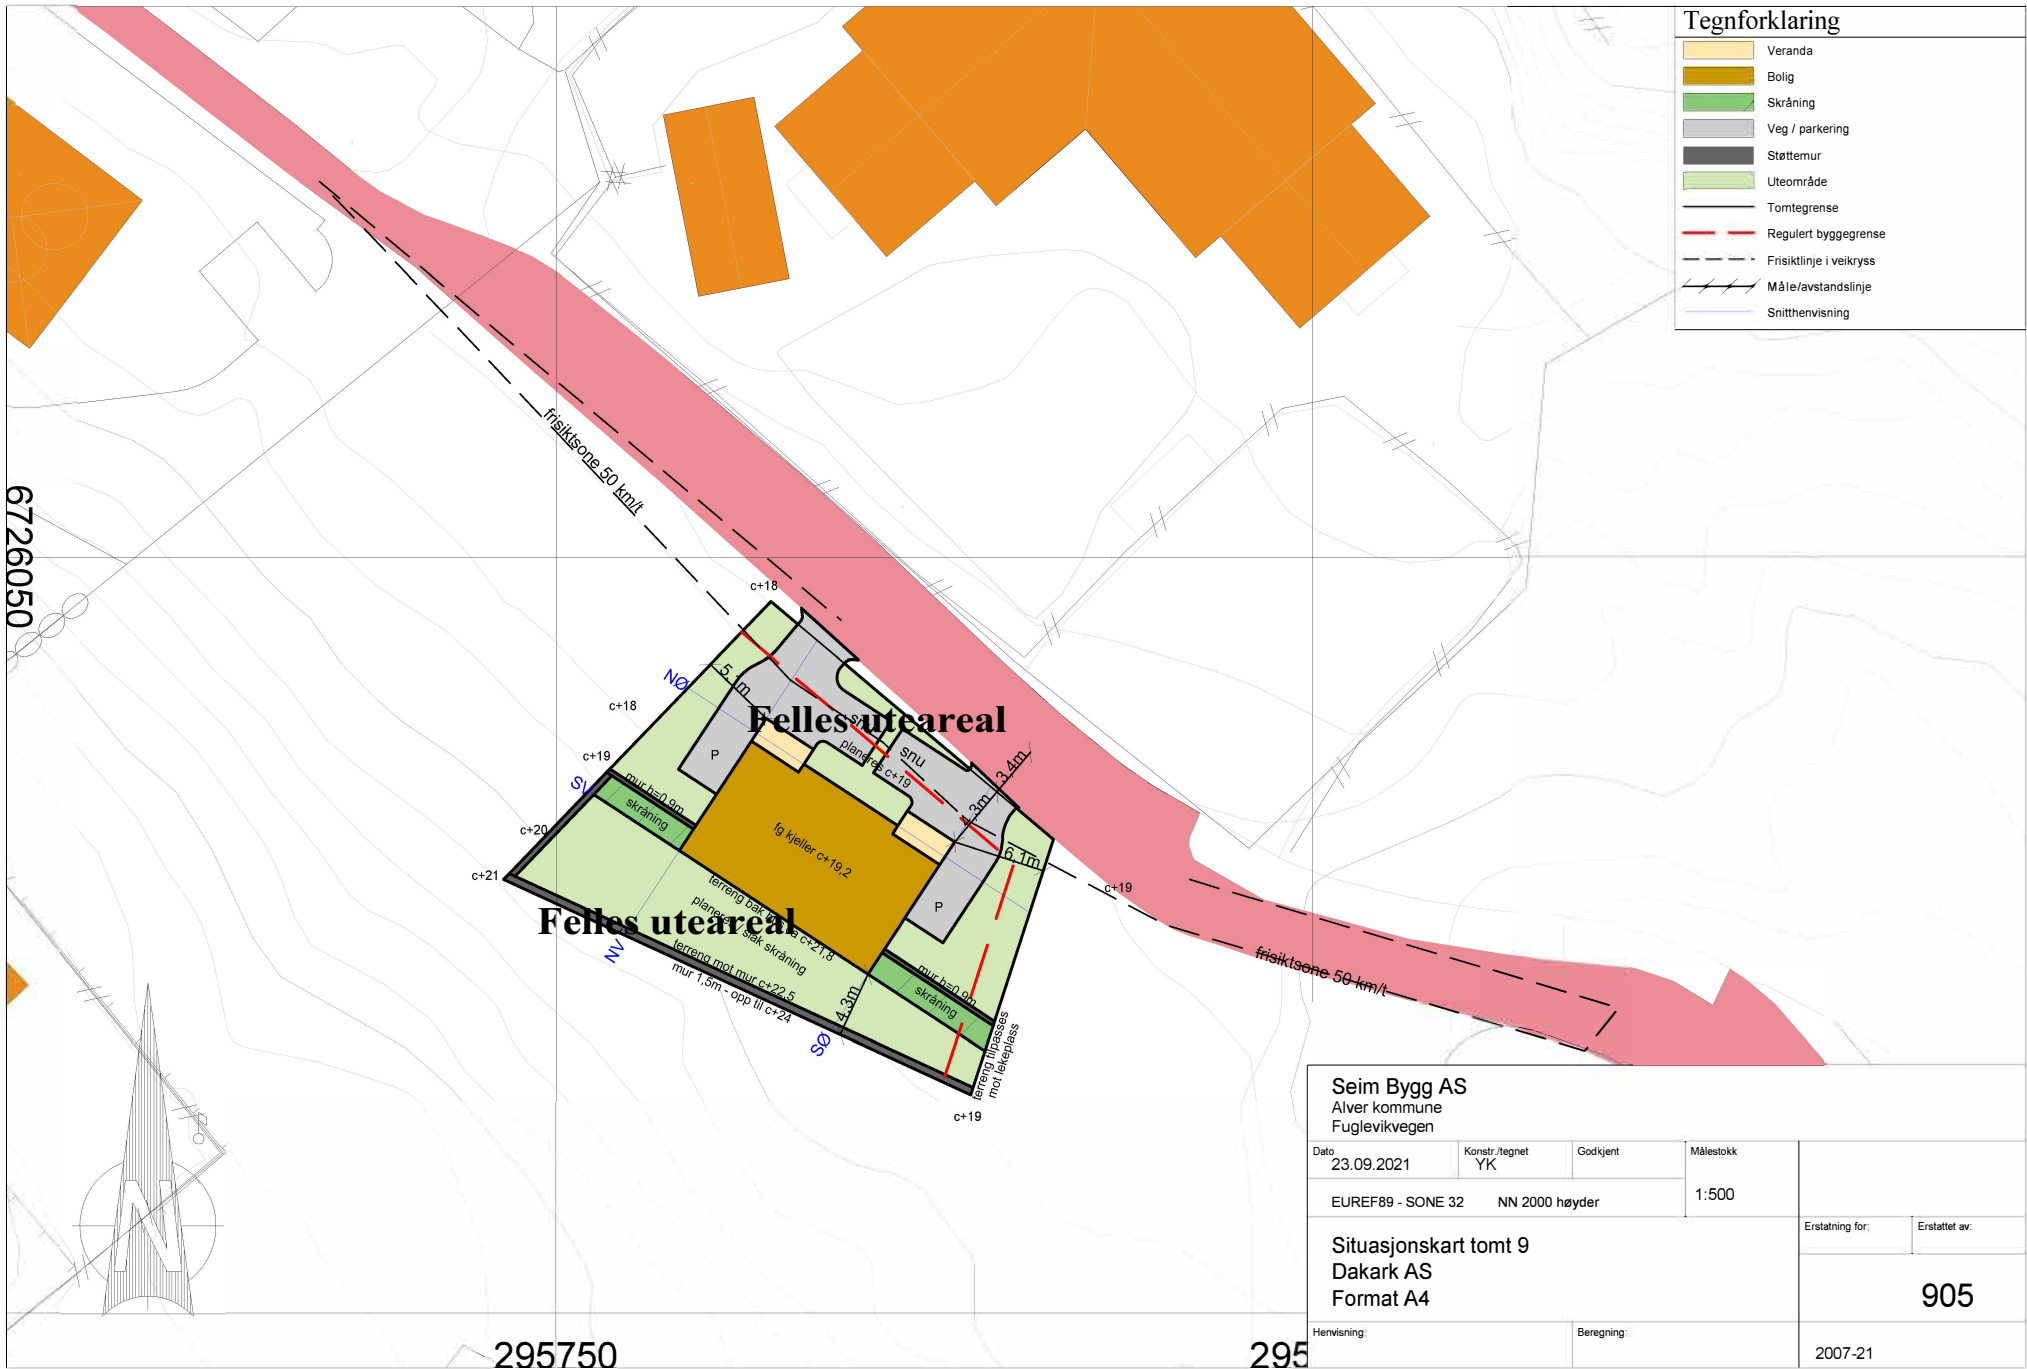 Tegnforklaring
Veranda
Bolig
Skråning
Veg / parkering
Støttemur
Uteområde
Tomtegrense
Regulert byggegrense
Frisiktlinje i veikryss
Måle/avstandslinje
Snitthenvisning
6726050
frisiktsone 50 km/t
c+18
NØ
5,1m
c+18
Felles uteareal
snu
planeres c+19
snu
3,4m
4,3m
6,1m
P
c+19
SV
mur h=0,9m
skråning
c+20
c+21
fg kjeller c+19,2
P
c+19
Felles uteareal
terreng bak c+21,8
planeres slak skråning
terreng mot mur c+22,5
mur 1,5m - opp til c+24
NV
SØ
4,3m
mur h=0,9m
skråning
terreng tilpasses
mot lekeplass
c+19
frisiktsone 50 km/t
N
295750
295
Seim Bygg AS
Alver kommune
Fuglevikvegen
Dato
23.09.2021
Konstr./tegnet
YK
Godkjent
Målestokk
1:500
EUREF89 - SONE 32 NN 2000 høyder
Situasjonskart tomt 9
Dakark AS
Format A4
Erstatning for:
Erstattet av:
905
Henvisning:
Beregning:
2007-21